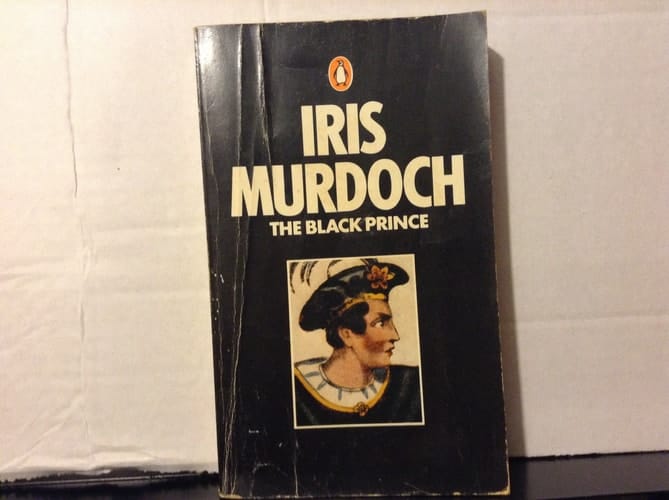 IRIS
MURDOCH
THE BLACK PRINCE